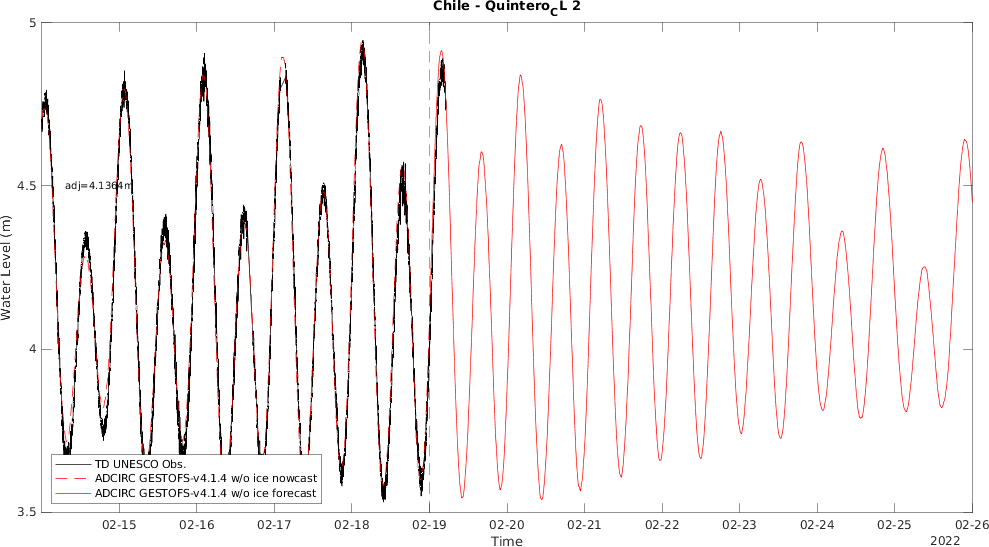 Chile - Quintero_CL 2
5
4.5
4
3.5
Water Level (m)
adj=4.1364m
TD UNESCO Obs.
ADCIRC GESTOFS-v4.1.4 w/o ice nowcast
ADCIRC GESTOFS-v4.1.4 w/o ice forecast
02-15 02-16 02-17 02-18 02-19 02-20 02-21 02-22 02-23 02-24 02-25 02-26
Time
2022